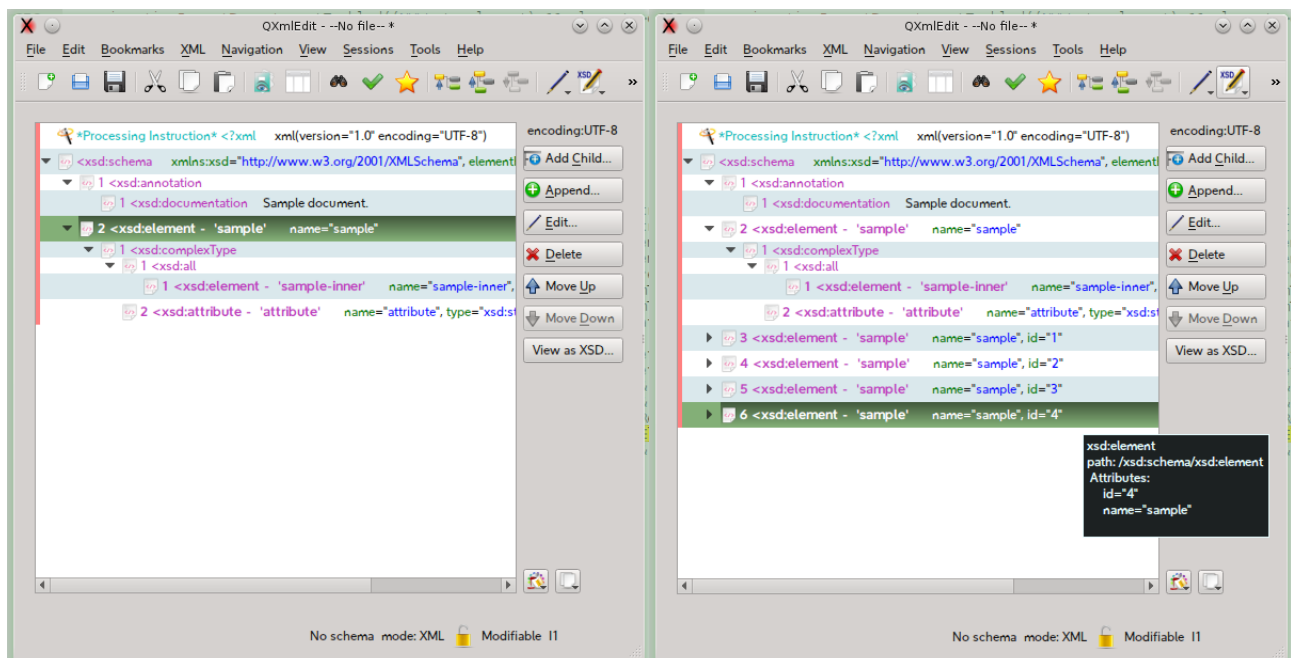 QXmlEdit - --No file-- *
File Edit Bookmarks XML Navigation View Sessions Tools Help
XSD »
*Processing Instruction* <?xml xml(version="1.0" encoding="UTF-8")
<xsd:schema xmlns:xsd="http://www.w3.org/2001/XMLSchema",
1 <xsd:annotation
1 <xsd:documentation Sample document.
2 <xsd:element - 'sample' name="sample"
1 <xsd:complexType
1 <xsd:all
1 <xsd:element - 'sample-inner' name="sample-inner",
2 <xsd:attribute - 'attribute' name="attribute", type="xsd:st
encoding:UTF-8
Add Child...
Append...
Edit...
Delete
Move Up
Move Down
View as XSD...
No schema mode: XML Modifiable I1
QXmlEdit - --No file-- *
File Edit Bookmarks XML Navigation View Sessions Tools Help
XSD »
*Processing Instruction* <?xml xml(version="1.0" encoding="UTF-8")
<xsd:schema xmlns:xsd="http://www.w3.org/2001/XMLSchema",
1 <xsd:annotation
1 <xsd:documentation Sample document.
2 <xsd:element - 'sample' name="sample"
1 <xsd:complexType
1 <xsd:all
1 <xsd:element - 'sample-inner' name="sample-inner",
2 <xsd:attribute - 'attribute' name="attribute", type="xsd:st
3 <xsd:element - 'sample' name="sample", id="1"
4 <xsd:element - 'sample' name="sample", id="2"
5 <xsd:element - 'sample' name="sample", id="3"
6 <xsd:element - 'sample' name="sample", id="4"
encoding:UTF-8
Add Child...
Append...
Edit...
Delete
Move Up
Move Down
View as XSD...
xsd:element
path: /xsd:schema/xsd:element
Attributes:
id="4"
name="sample"
No schema mode: XML Modifiable I1